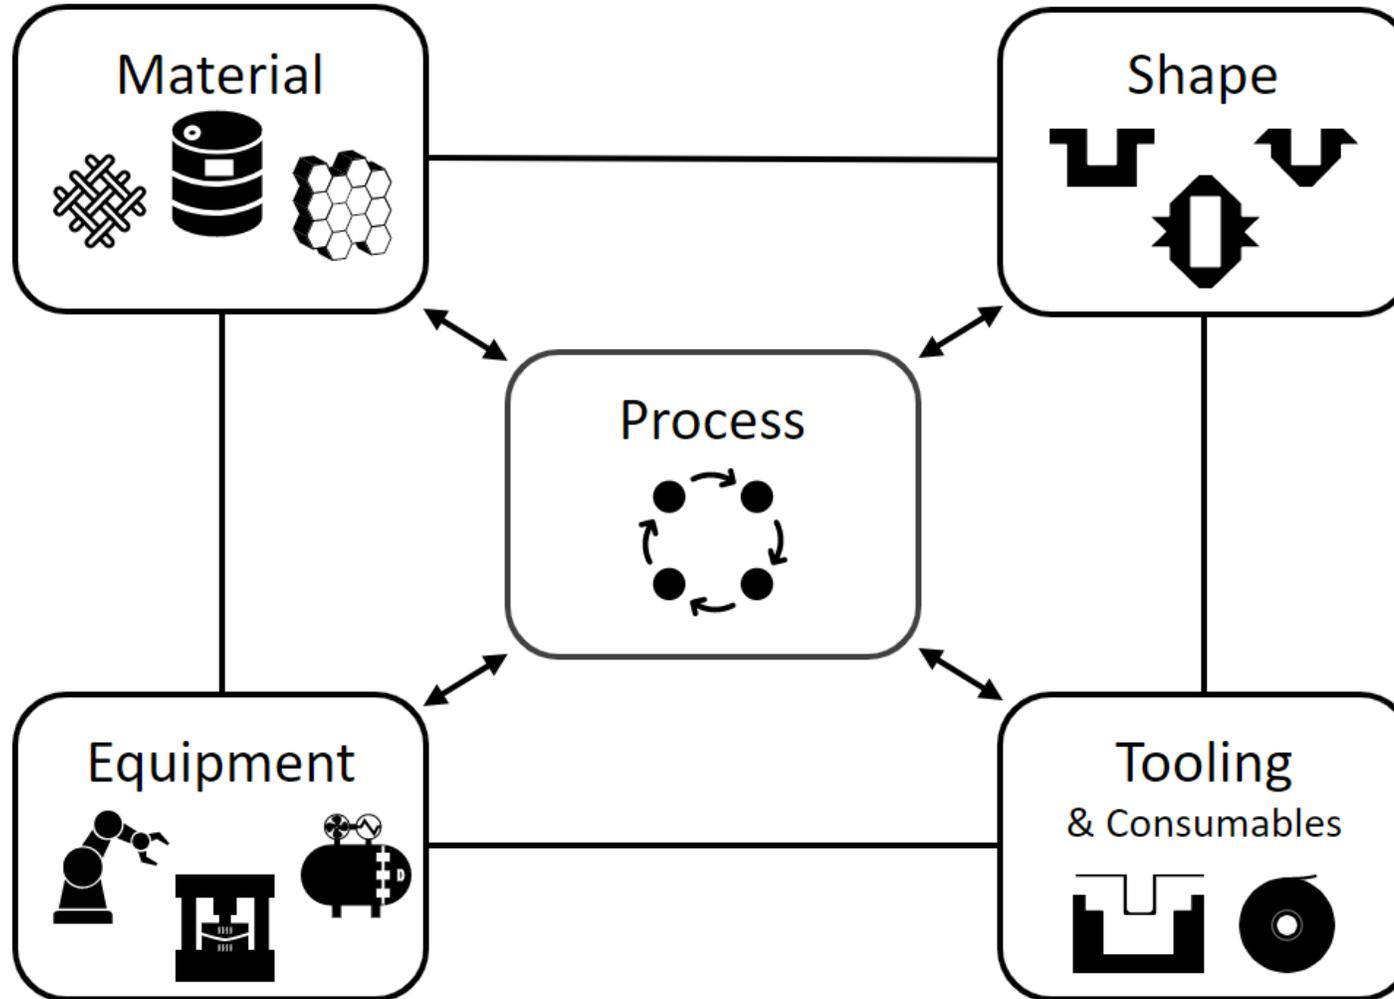 Material
Shape
Process
Equipment
Tooling
& Consumables